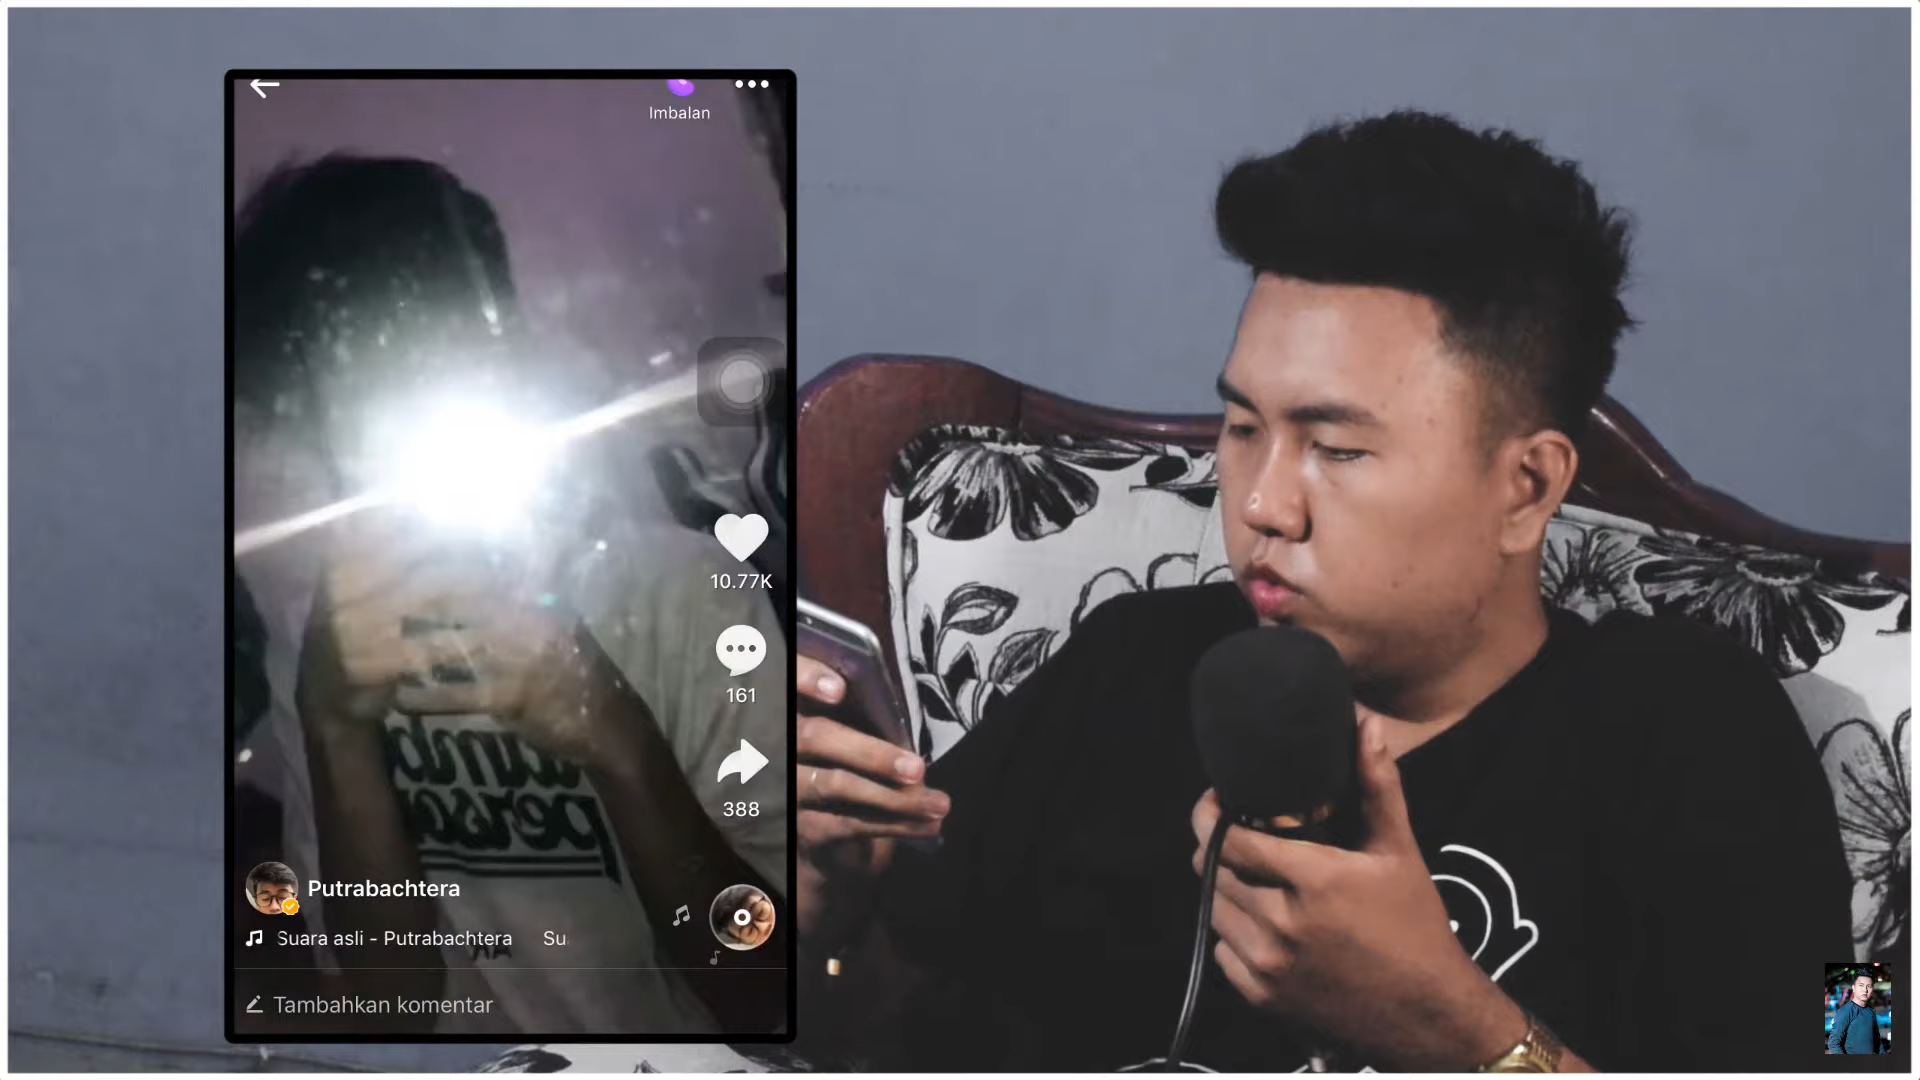 Imbalan
10.77K
161
388
Putrabachtera
Suara asli - Putrabachtera Su
Tambahkan komentar